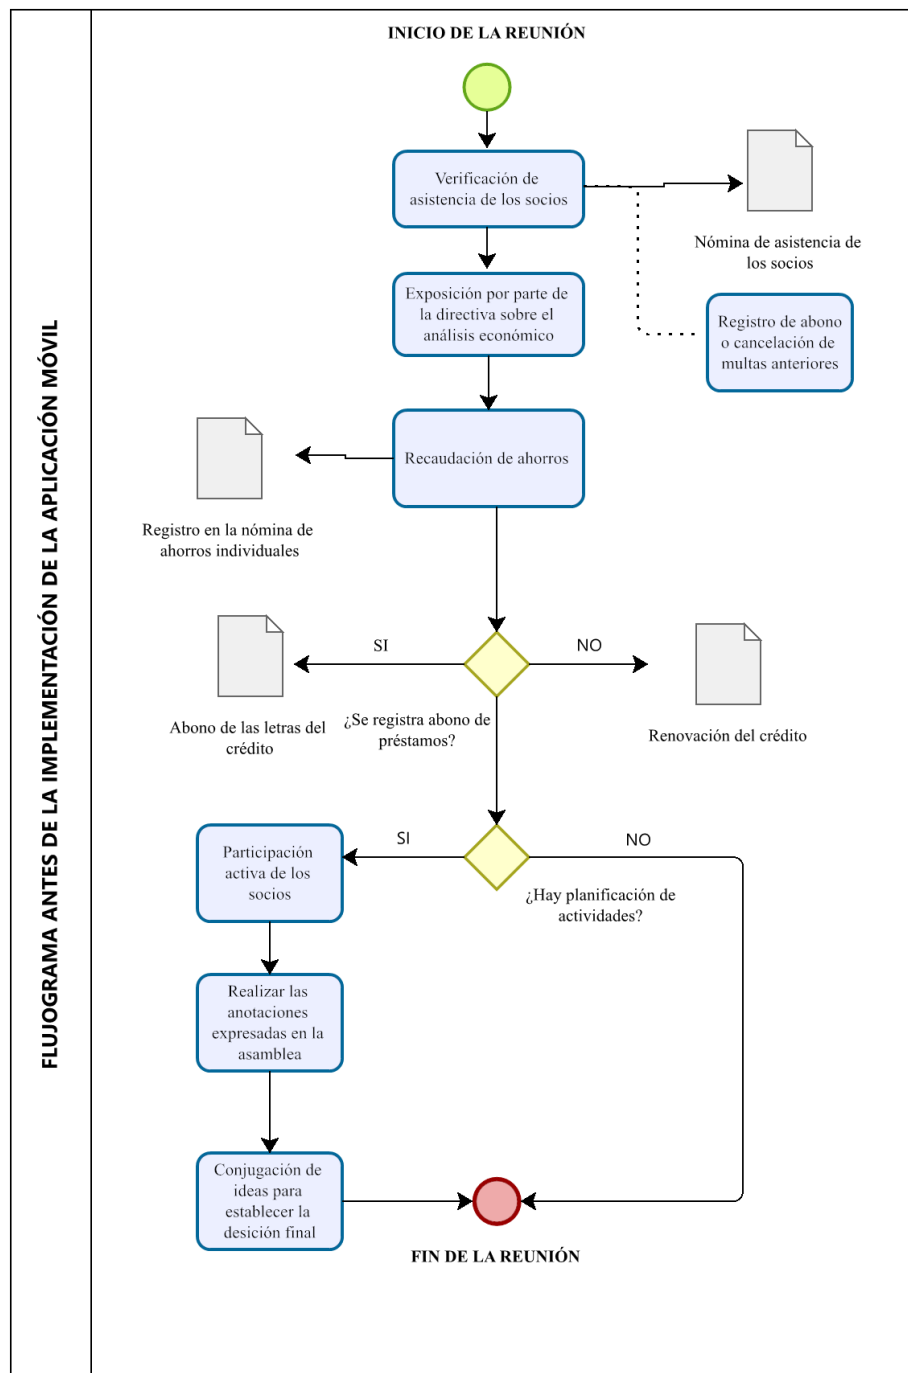 FLUJOGRAMA ANTES DE LA IMPLEMENTACIÓN DE LA APLICACIÓN MÓVIL
INICIO DE LA REUNIÓN
Verificación de
asistencia de los socios
Nómina de asistencia de
los socios
Exposición por parte de
la directiva sobre el
análisis económico
Registro de abono
o cancelación de
multas anteriores
Recaudación de ahorros
Registro en la nómina de
ahorros individuales
SI
NO
¿Se registra abono de
préstamos?
Abono de las letras del
crédito
Renovación del crédito
SI
NO
¿Hay planificación de
actividades?
Participación
activa de los
socios
Realizar las
anotaciones
expresadas en la
asamblea
Conjugación de
ideas para
establecer la
desición final
FIN DE LA REUNIÓN